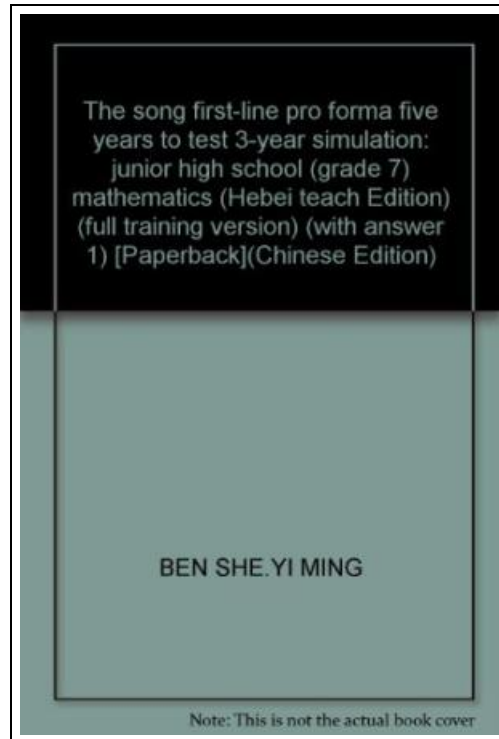 The song first-line pro forma five
years to test 3-year simulation:
junior high school (grade 7)
mathematics (Hebei teach Edition)
(full training version) (with answer
1) [Paperback](Chinese Edition)
BEN SHE.YI MING
Note: This is not the actual book cover